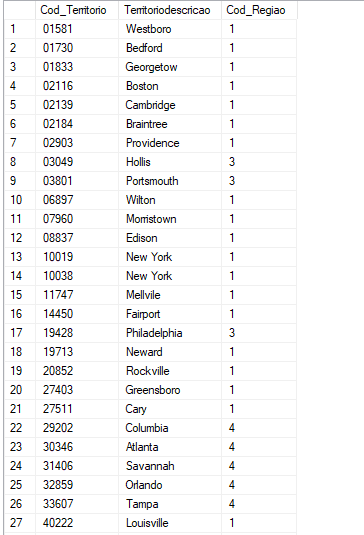 Cod_Territorio Territoriodescricao Cod_Regiao
1 01581 Westboro 1
2 01730 Bedford 1
3 01833 Georgetow 1
4 02116 Boston 1
5 02139 Cambridge 1
6 02184 Braintree 1
7 02903 Providence 1
8 03049 Hollis 3
9 03801 Portsmouth 3
10 06897 Wilton 1
11 07960 Morristown 1
12 08837 Edison 1
13 10019 New York 1
14 10038 New York 1
15 11747 Mellvile 1
16 14450 Fairport 1
17 19428 Philadelphia 3
18 19713 Neward 1
19 20852 Rockville 1
20 27403 Greensboro 1
21 27511 Cary 1
22 29202 Columbia 4
23 30346 Atlanta 4
24 31406 Savannah 4
25 32859 Orlando 4
26 33607 Tampa 4
27 40222 Louisville 1